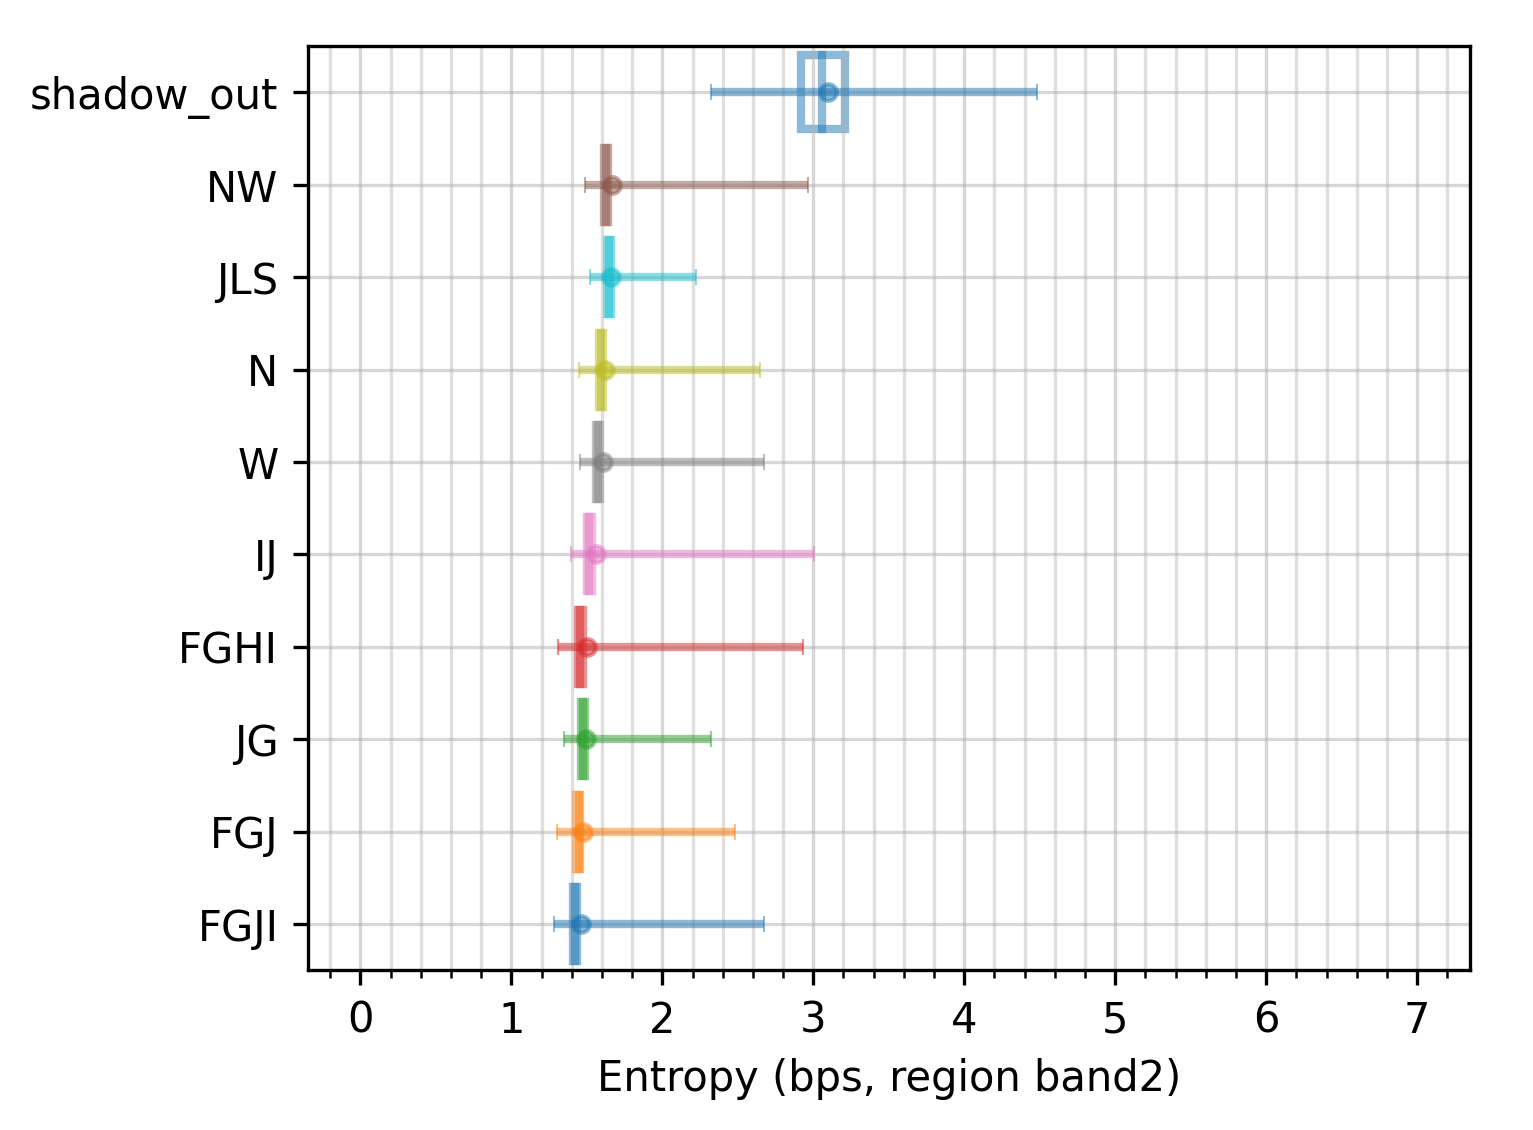 shadow_out
NW
JLS
N
W
IJ
FGHI
JG
FGJ
FGJI
0 1 2 3 4 5 6 7
Entropy (bps, region band2)